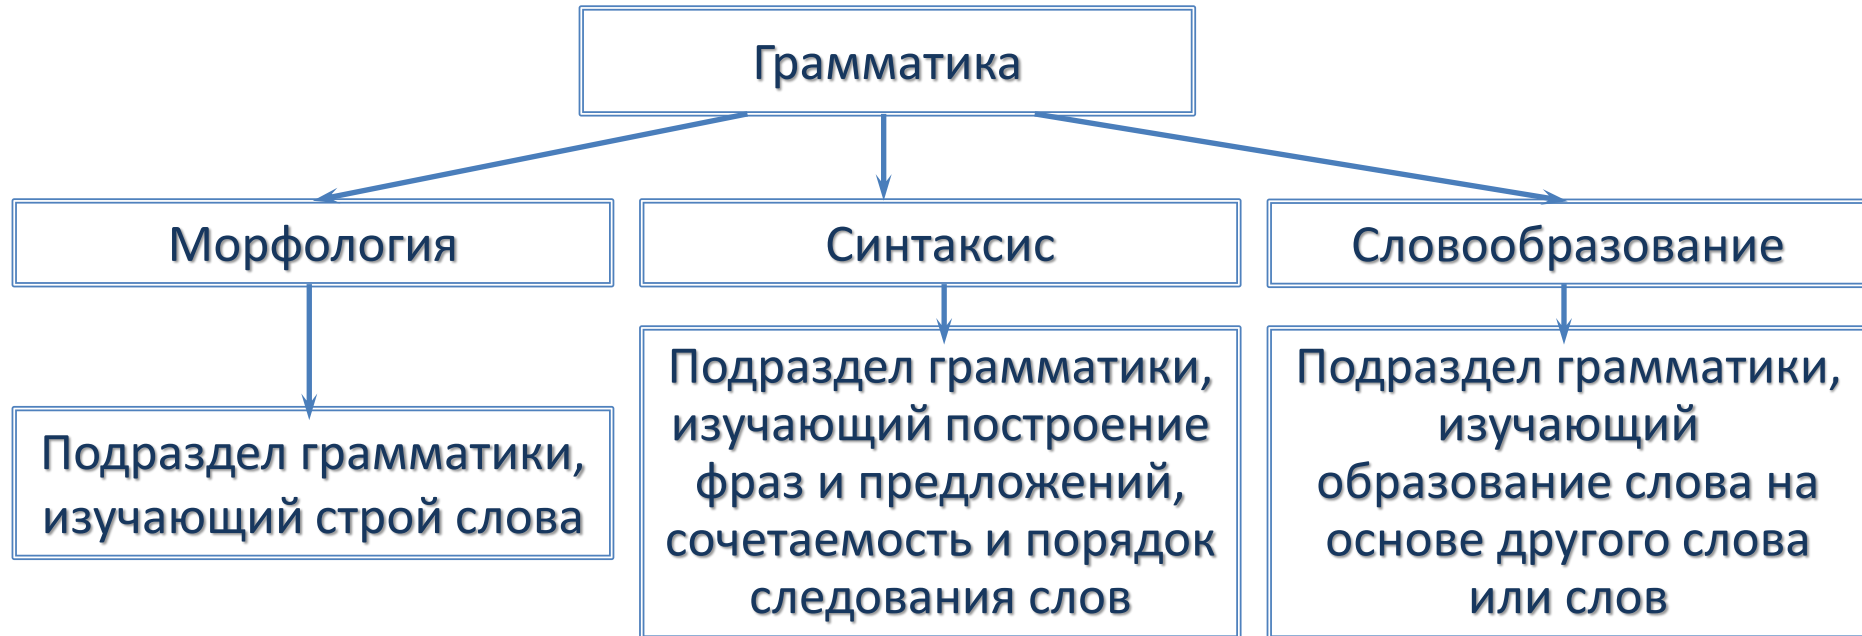 Грамматика
Морфология
Синтаксис
Словообразование
Подраздел грамматики,
изучающий строй слова
Подраздел грамматики,
изучающий построение
фраз и предложений,
сочетаемость и порядок
следования слов
Подраздел грамматики,
изучающий
образование слова на
основе другого слова
или слов